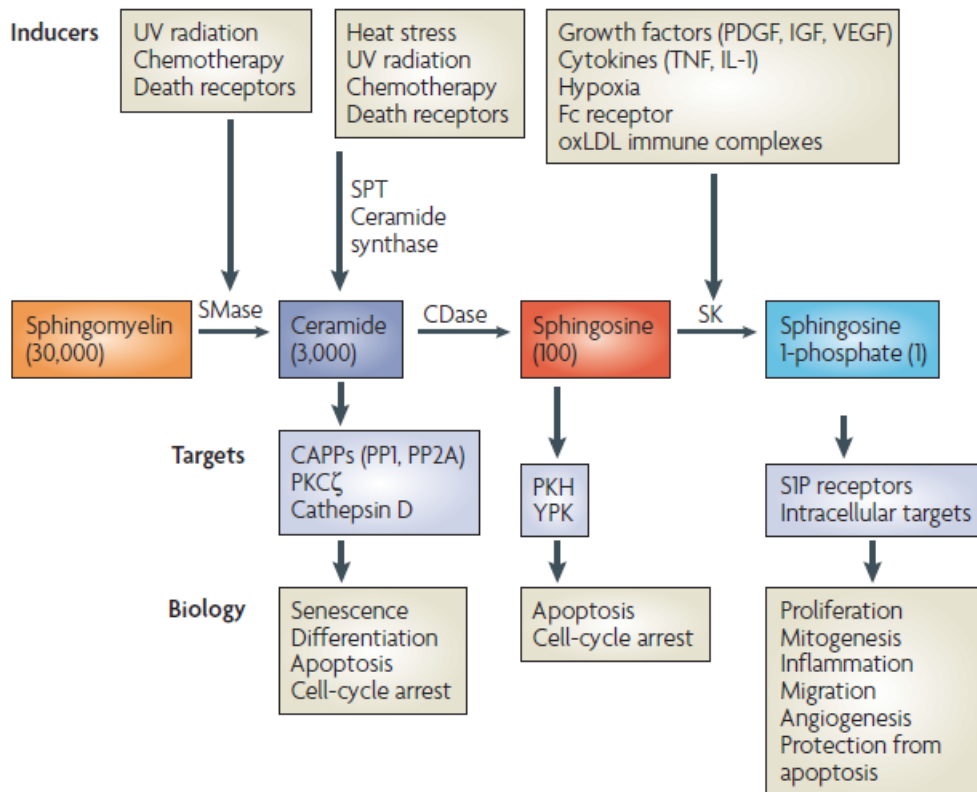 Inducers
UV radiation
Chemotherapy
Death receptors
Heat stress
UV radiation
Chemotherapy
Death receptors
Growth factors (PDGF, IGF, VEGF)
Cytokines (TNF, IL-1)
Hypoxia
Fc receptor
oxLDL immune complexes
SPT
Ceramide
synthase
Sphingomyelin
(30,000)
SMase
Ceramide
(3,000)
CDase
Sphingosine
(100)
SK
Sphingosine
1-phosphate (1)
Targets
CAPPs (PP1, PP2A)
PKCζ
Cathepsin D
PKH
YPK
S1P receptors
Intracellular targets
Biology
Senescence
Differentiation
Apoptosis
Cell-cycle arrest
Apoptosis
Cell-cycle arrest
Proliferation
Mitogenesis
Inflammation
Migration
Angiogenesis
Protection from
apoptosis